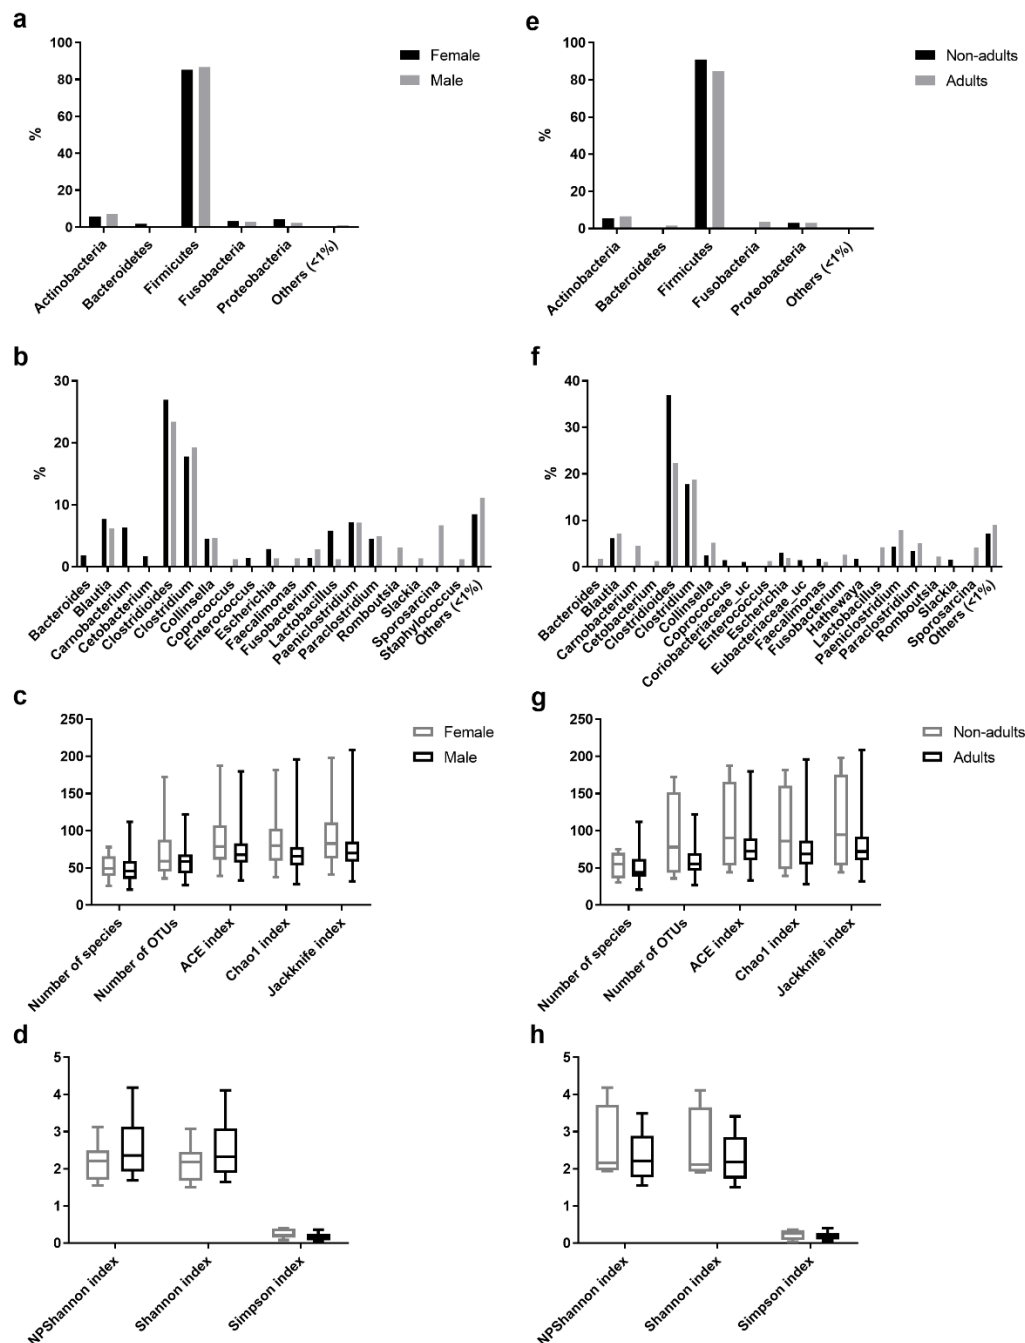 a
100
80
60
40
20
0
%
Female
Male
Actinobacteria
Bacteroidetes
Firmicutes
Fusobacteria
Proteobacteria
Others (<1%)
e
100
80
60
40
20
0
%
Non-adults
Adults
Actinobacteria
Bacteroidetes
Firmicutes
Fusobacteria
Proteobacteria
Others (<1%)
b
30
20
10
0
%
Bacteroides
Blautia
Carnobacterium
Cetobacterium
Clostridioides
Clostridium
Collinsella
Coprococcus
Enterococcus
Escherichia
Faecalimonas
Fusobacterium
Lactobacillus
Paeniclostridium
Paraclostridium
Romboutsia
Slackia
Sporosarcina
Staphylococcus
Others (<1%)
f
40
30
20
10
0
%
Bacteroides
Blautia
Carnobacterium
Cetobacterium
Clostridioides
Clostridium
Collinsella
Coprococcus
Coriobacteriaceae_uc
Enterococcus
Escherichia
Eubacteriaceae_uc
Faecalimonas
Fusobacterium
Hatheway
Lactobacillus
Paeniclostridium
Paraclostridium
Romboutsia
Slackia
Sporosarcina
Others (<1%)
c
250
200
150
100
50
0
Female
Male
Number of species
Number of OTUs
ACE index
Chao1 index
Jackknife index
g
250
200
150
100
50
0
Non-adults
Adults
Number of species
Number of OTUs
ACE index
Chao1 index
Jackknife index
d
5
4
3
2
1
0
NPShannon index
Shannon index
Simpson index
h
5
4
3
2
1
0
NPShannon index
Shannon index
Simpson index